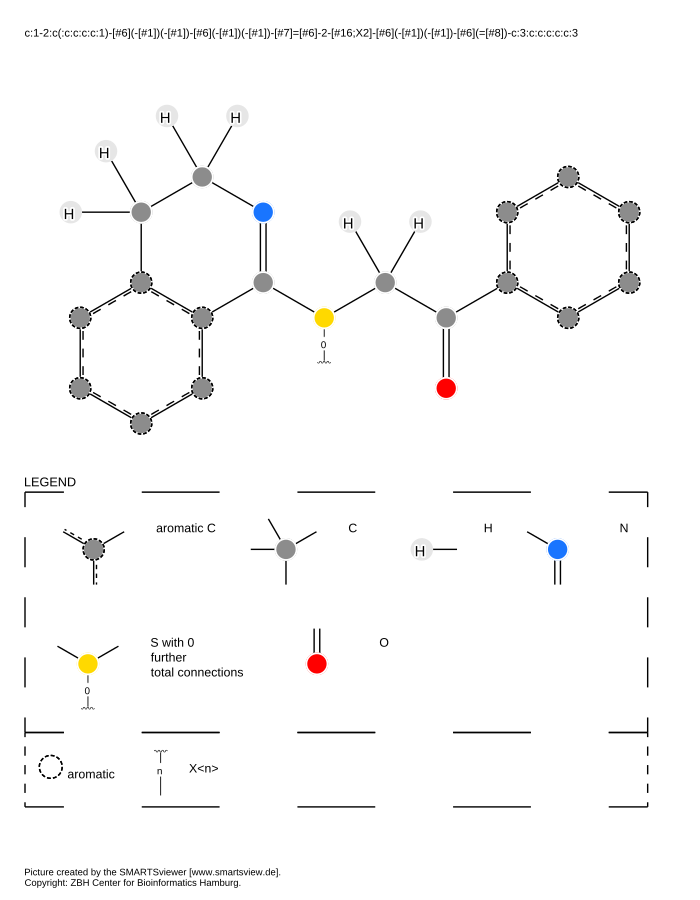 c:1-2:c(:c:c:c:c:1)-[#6](-[#1])(-[#1])-[#6](-[#1])(-[#1])-[#7]=[#6]-2-[#16;X2]-[#6](-[#1])(-[#1])-[#6](=[#8])-c:3:c:c:c:c:c:3
H H
H
H
H H
0
LEGEND
aromatic C C H H N
S with 0 O
further
total connections
0
aromatic n X<n>
Picture created by the SMARTSviewer [www.smartsview.de].
Copyright: ZBH Center for Bioinformatics Hamburg.